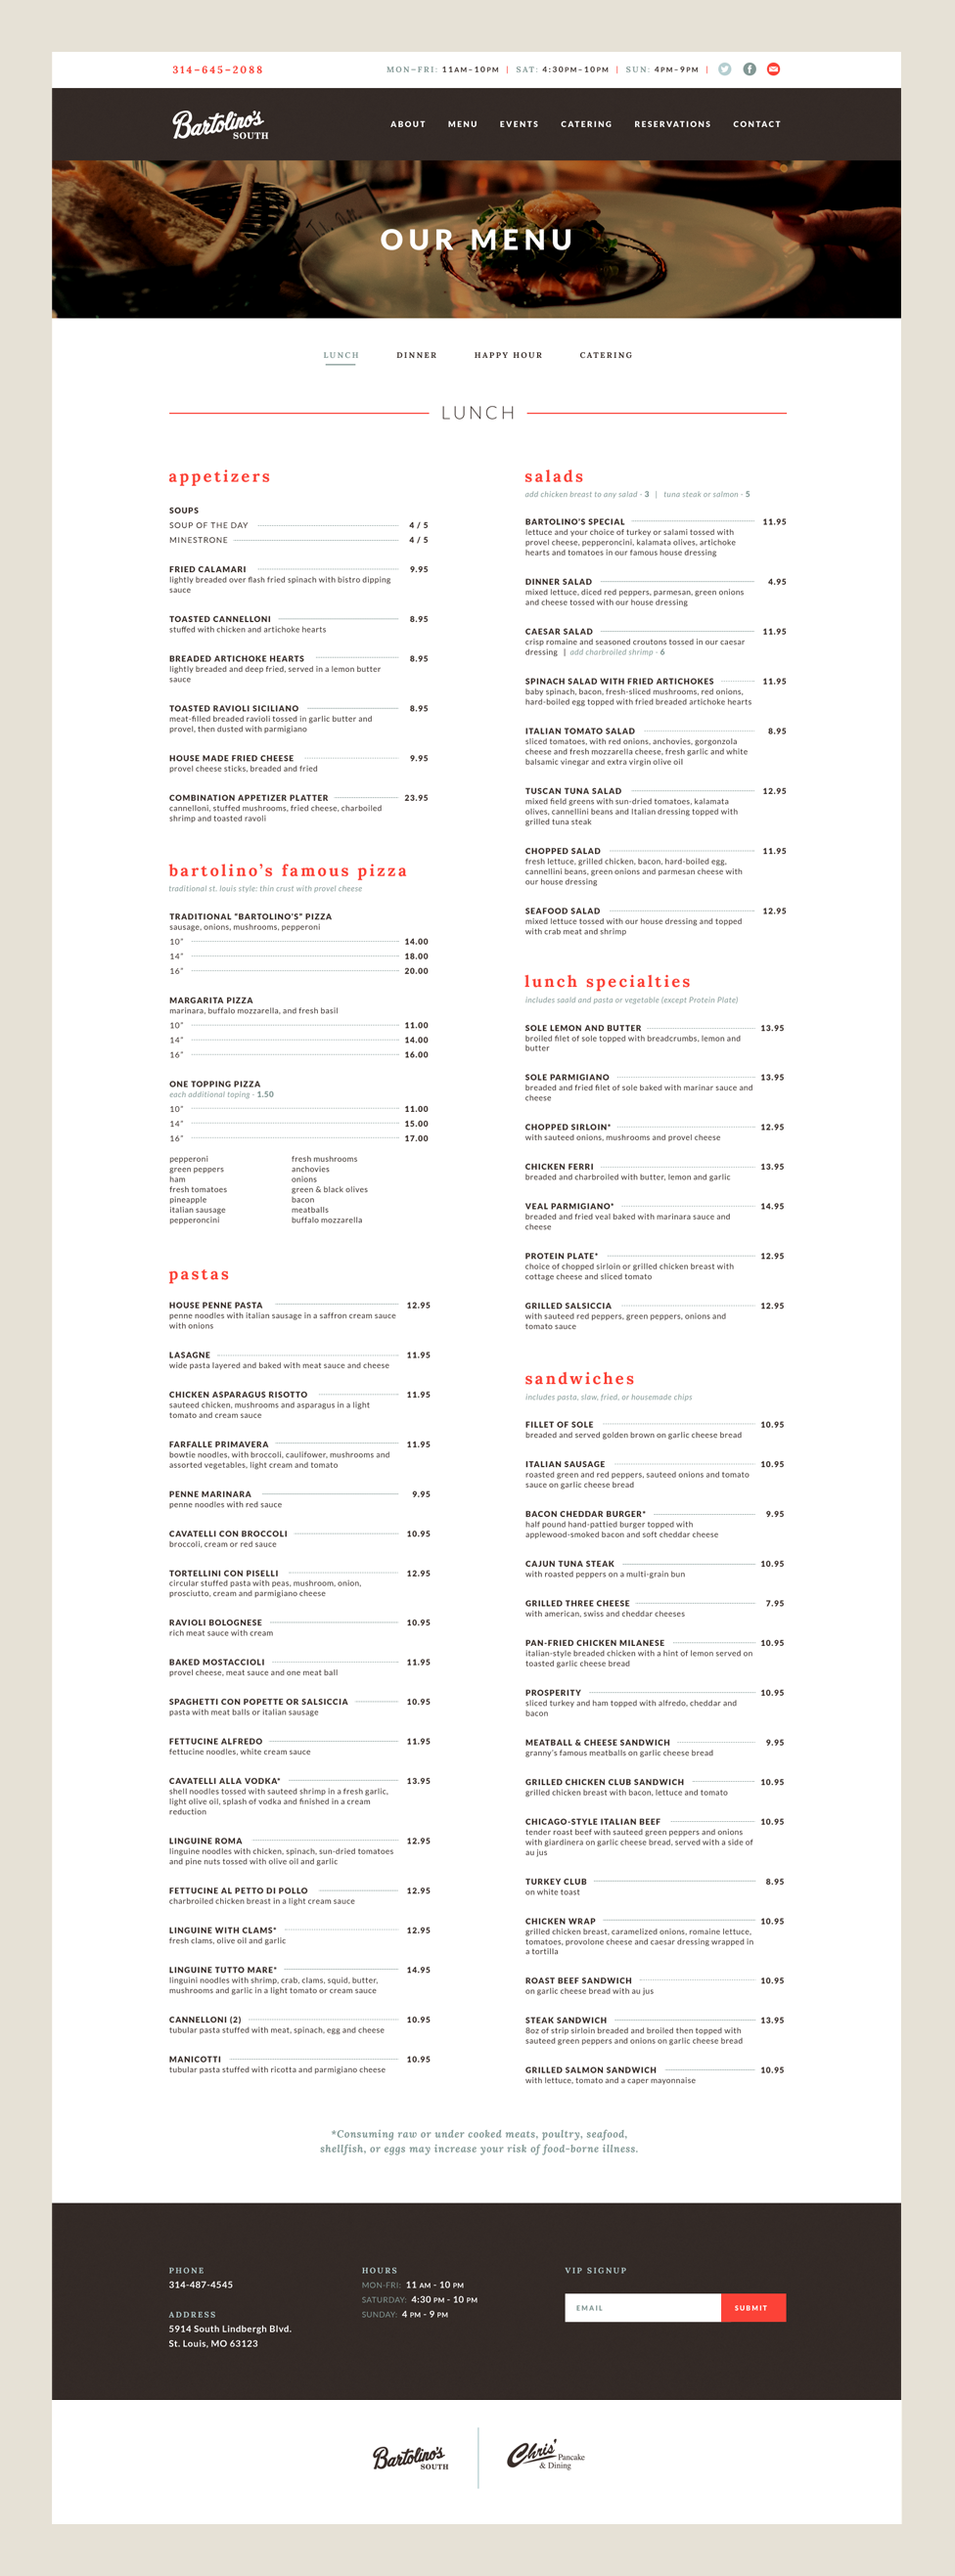 314-645-2088
MON-FRI: 11AM-10PM | SAT: 4:30PM-10PM | SUN: 4PM-9PM |
Bartolino's
SOUTH
ABOUT MENU EVENTS CATERING RESERVATIONS CONTACT
OUR MENU
LUNCH DINNER HAPPY HOUR CATERING
LUNCH
appetizers
SOUPS
SOUP OF THE DAY 4 / 5
MINESTRONE 4 / 5
FRIED CALAMARI 9.95
lightly breaded over flash fried spinach with bistro dipping
sauce
TOASTED CANNELLONI 8.95
stuffed with chicken and artichoke hearts
BREADED ARTICHOKE HEARTS 8.95
lightly breaded and deep fried, served in a lemon butter
sauce
TOASTED RAVIOLI SICILIANO 8.95
meat-filled breaded ravioli tossed in garlic butter and
provel, then dusted with parmigiano
HOUSE MADE FRIED CHEESE 9.95
provel cheese sticks, breaded and fried
COMBINATION APPETIZER PLATTER 23.95
cannelloni, stuffed mushrooms, fried cheese, charboiled
shrimp and toasted ravoli
bartolino's famous pizza
traditional st. louis style: thin crust with provel cheese
TRADITIONAL "BARTOLINO'S" PIZZA
sausage, onions, mushrooms, pepperoni
10" 14.00
14" 18.00
16" 20.00
MARGARITA PIZZA
marinara, buffalo mozzarella, and fresh basil
10" 11.00
14" 14.00
16" 16.00
ONE TOPPING PIZZA
each additional toping - 1.50
10" 11.00
14" 15.00
16" 17.00
pepperoni
green peppers
ham
fresh tomatoes
pineapple
italian sausage
pepperoncini
fresh mushrooms
anchovies
onions
green & black olives
bacon
meatballs
buffalo mozzarella
pastas
HOUSE PENNE PASTA 12.95
penne noodles with italian sausage in a saffron cream sauce
with onions
LASAGNE 11.95
wide pasta layered and baked with meat sauce and cheese
CHICKEN ASPARAGUS RISOTTO 11.95
sauteed chicken, mushrooms and asparagus in a light
tomato and cream sauce
FARFALLE PRIMAVERA 11.95
bowtie noodles, with broccoli, caulifower, mushrooms and
assorted vegetables, light cream and tomato
PENNE MARINARA 9.95
penne noodles with red sauce
CAVATELLI CON BROCCOLI 10.95
broccoli, cream or red sauce
TORTELLINI CON PISELLI 12.95
circular stuffed pasta with peas, mushroom, onion,
prosciutto, cream and parmigiano cheese
RAVIOLI BOLOGNESE 10.95
rich meat sauce with cream
BAKED MOSTACCIOLI 11.95
provel cheese, meat sauce and one meat ball
SPAGHETTI CON POPETTE OR SALSICCIA 10.95
pasta with meat balls or italian sausage
FETTUCINE ALFREDO 11.95
fettucine noodles, white cream sauce
CAVATELLI ALLA VODKA* 13.95
shell noodles tossed with sauteed shrimp in a fresh garlic,
light olive oil, splash of vodka and finished in a cream
reduction
LINGUINE ROMA 12.95
linguine noodles with chicken, spinach, sun-dried tomatoes
and pine nuts tossed with olive oil and garlic
FETTUCINE AL PETTO DI POLLO 12.95
charbroiled chicken breast in a light cream sauce
LINGUINE WITH CLAMS* 12.95
fresh clams, olive oil and garlic
LINGUINE TUTTO MARE* 14.95
linguini noodles with shrimp, crab, clams, squid, butter,
mushrooms and garlic in a light tomato or cream sauce
CANNELLONI (2) 10.95
tubular pasta stuffed with meat, spinach, egg and cheese
MANICOTTI 10.95
tubular pasta stuffed with ricotta and parmigiano cheese
salads
add chicken breast to any salad - 3 | tuna steak or salmon - 5
BARTOLINO'S SPECIAL 11.95
lettuce and your choice of turkey or salami tossed with
provel cheese, pepperoncini, kalamata olives, artichoke
hearts and tomatoes in our famous house dressing
DINNER SALAD 4.95
mixed lettuce, diced red peppers, parmesan, green onions
and cheese tossed with our house dressing
CAESAR SALAD 11.95
crisp romaine and seasoned croutons tossed in our caesar
dressing | add charbroiled shrimp - 6
SPINACH SALAD WITH FRIED ARTICHOKES 11.95
baby spinach, bacon, fresh-sliced mushrooms, red onions,
hard-boiled egg topped with fried breaded artichoke hearts
ITALIAN TOMATO SALAD 8.95
sliced tomatoes, with red onions, anchovies, gorgonzola
cheese and fresh mozzarella cheese, fresh garlic and white
balsamic vinegar and extra virgin olive oil
TUSCAN TUNA SALAD 12.95
mixed field greens with sun-dried tomatoes, kalamata
olives, cannellini beans and Italian dressing topped with
grilled tuna steak
CHOPPED SALAD 11.95
fresh lettuce, grilled chicken, bacon, hard-boiled egg,
cannellini beans, green onions and parmesan cheese with
our house dressing
SEAFOOD SALAD 12.95
mixed lettuce tossed with our house dressing and topped
with crab meat and shrimp
lunch specialties
includes saald and pasta or vegetable (except Protein Plate)
SOLE LEMON AND BUTTER 13.95
broiled filet of sole topped with breadcrumbs, lemon and
butter
SOLE PARMIGIANO 13.95
breaded and fried filet of sole baked with marinar sauce and
cheese
CHOPPED SIRLOIN* 12.95
with sauteed onions, mushrooms and provel cheese
CHICKEN FERRI 13.95
breaded and charbroiled with butter, lemon and garlic
VEAL PARMIGIANO* 14.95
breaded and fried veal baked with marinara sauce and
cheese
PROTEIN PLATE* 12.95
choice of chopped sirloin or grilled chicken breast with
cottage cheese and sliced tomato
GRILLED SALSICCIA 12.95
with sauteed red peppers, green peppers, onions and
tomato sauce
sandwiches
includes pasta, slaw, fried, or housemade chips
FILLET OF SOLE 10.95
breaded and served golden brown on garlic cheese bread
ITALIAN SAUSAGE 10.95
roasted green and red peppers, sauteed onions and tomato
sauce on garlic cheese bread
BACON CHEDDAR BURGER* 9.95
half pound hand-pattied burger topped with
applewood-smoked bacon and soft cheddar cheese
CAJUN TUNA STEAK 10.95
with roasted peppers on a multi-grain bun
GRILLED THREE CHEESE 7.95
with american, swiss and cheddar cheeses
PAN-FRIED CHICKEN MILANESE 10.95
italian-style breaded chicken with a hint of lemon served on
toasted garlic cheese bread
PROSPERITY 10.95
sliced turkey and ham topped with alfredo, cheddar and
bacon
MEATBALL & CHEESE SANDWICH 9.95
granny's famous meatballs on garlic cheese bread
GRILLED CHICKEN CLUB SANDWICH 10.95
grilled chicken breast with bacon, lettuce and tomato
CHICAGO-STYLE ITALIAN BEEF 10.95
tender roast beef with sauteed green peppers and onions
with giardinera on garlic cheese bread, served with a side of
au jus
TURKEY CLUB 8.95
on white toast
CHICKEN WRAP 10.95
grilled chicken breast, caramelized onions, romaine lettuce,
tomatoes, provolone cheese and caesar dressing wrapped in
a tortilla
ROAST BEEF SANDWICH 10.95
on garlic cheese bread with au jus
STEAK SANDWICH 13.95
8oz of strip sirloin breaded and broiled then topped with
sauteed green peppers and onions on garlic cheese bread
GRILLED SALMON SANDWICH 10.95
with lettuce, tomato and a caper mayonnaise
*Consuming raw or under cooked meats, poultry, seafood,
shellfish, or eggs may increase your risk of food-borne illness.
PHONE
314-487-4545
ADDRESS
5914 South Lindbergh Blvd.
St. Louis, MO 63123
HOURS
MON-FRI: 11 AM - 10 PM
SATURDAY: 4:30 PM - 10 PM
SUNDAY: 4 PM - 9 PM
VIP SIGNUP
EMAIL SUBMIT
Bartolino's
SOUTH
Chris'
Pancake
& Dining